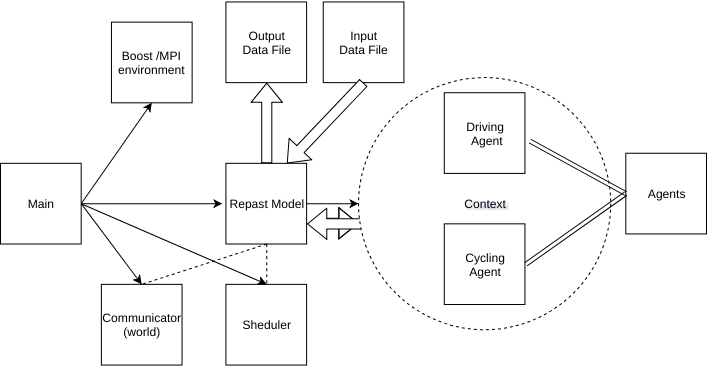 Output
Data File
Input
Data File
Boost /MPI
environment
Driving
Agent
Main
Repast Model
Context
Agents
Cycling
Agent
Communicator
(world)
Sheduler